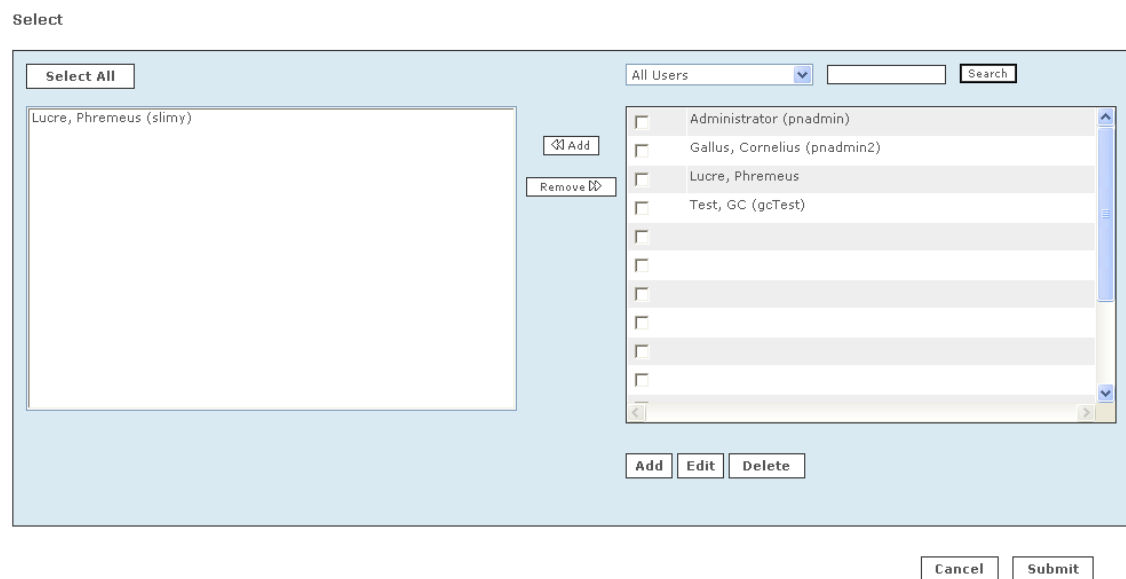 Select
Select All
All Users
Search
Lucre, Phremeus (slimy)
Add
Remove
Administrator (pnadmin)
Gallus, Cornelius (pnadmin2)
Lucre, Phremeus
Test, GC (gcTest)
Add Edit Delete
Cancel Submit